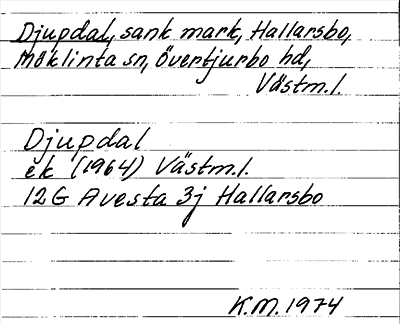 Djupdal, sank mark, Hallarsbo,
Möklinta sn, Övertjurbo hd,
Västm.l.
Djupdal
ek (1964) Västm.l.
12G Avesta 3j Hallarsbo
K.M. 1974